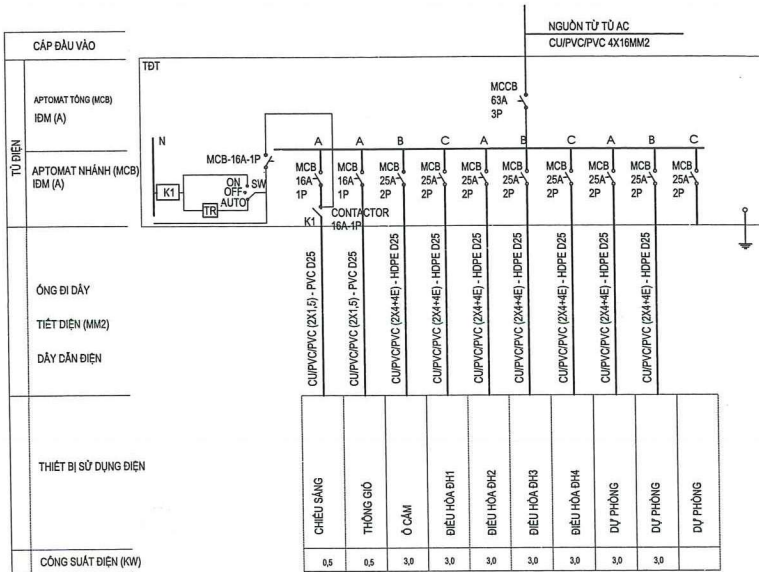 NGUỒN TỪ TỦ AC
CU/PVC/PVC 4X16MM2
CÁP ĐẦU VÀO
TỦ ĐIỆN
APTOMAT TỔNG (MCB)
IĐM (A)
APTOMAT NHÁNH (MCB)
IĐM (A)
TĐT
MCCB
63A
3P
N
MCB-16A-1P
K1
ON
OFF
AUTO
SW
TR
A A B C A B C A B C
MCB
16A
1P
MCB
16A
1P
MCB
25A
2P
MCB
25A
2P
MCB
25A
2P
MCB
25A
2P
MCB
25A
2P
MCB
25A
2P
MCB
25A
2P
MCB
25A
2P
K1
CONTACTOR
16A-1P
ỐNG ĐI DÂY
TIẾT DIỆN (MM2)
DÂY DẪN ĐIỆN
CU/PVC/PVC (2X1,5) - PVC D25
CU/PVC/PVC (2X1,5) - PVC D25
CU/PVC/PVC (2X4+4E) - HDPE D25
CU/PVC/PVC (2X4+4E) - HDPE D25
CU/PVC/PVC (2X4+4E) - HDPE D25
CU/PVC/PVC (2X4+4E) - HDPE D25
CU/PVC/PVC (2X4+4E) - HDPE D25
CU/PVC/PVC (2X4+4E) - HDPE D25
CU/PVC/PVC (2X4+4E) - HDPE D25
THIẾT BỊ SỬ DỤNG ĐIỆN
CHIẾU SÁNG
THÔNG GIÓ
Ổ CẮM
ĐIỀU HÒA ĐH1
ĐIỀU HÒA ĐH2
ĐIỀU HÒA ĐH3
ĐIỀU HÒA ĐH4
DỰ PHÒNG
DỰ PHÒNG
DỰ PHÒNG
CÔNG SUẤT ĐIỆN (KW)
0,5 0,5 3,0 3,0 3,0 3,0 3,0 3,0 3,0